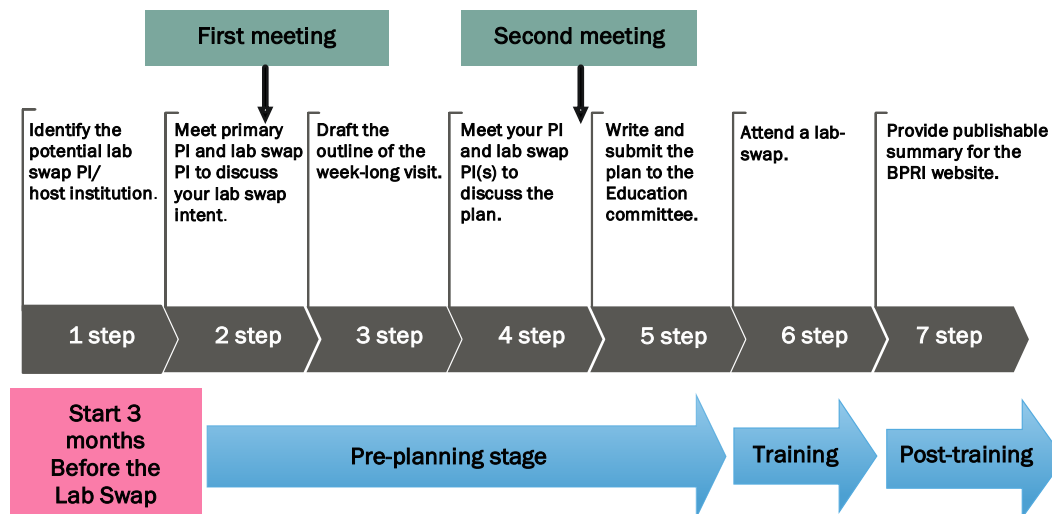 First meeting
Second meeting
Identify the
potential lab
swap PI/
host institution.
Meet primary
PI and lab swap
PI to discuss
your lab swap
intent.
Draft the
outline of the
week-long visit.
Meet your PI
and lab swap
PI(s) to
discuss the
plan.
Write and
submit the
plan to the
Education
committee.
Attend a lab-
swap.
Provide publishable
summary for the
BPRI website.
1 step
2 step
3 step
4 step
5 step
6 step
7 step
Start 3
months
Before the
Lab Swap
Pre-planning stage
Training
Post-training